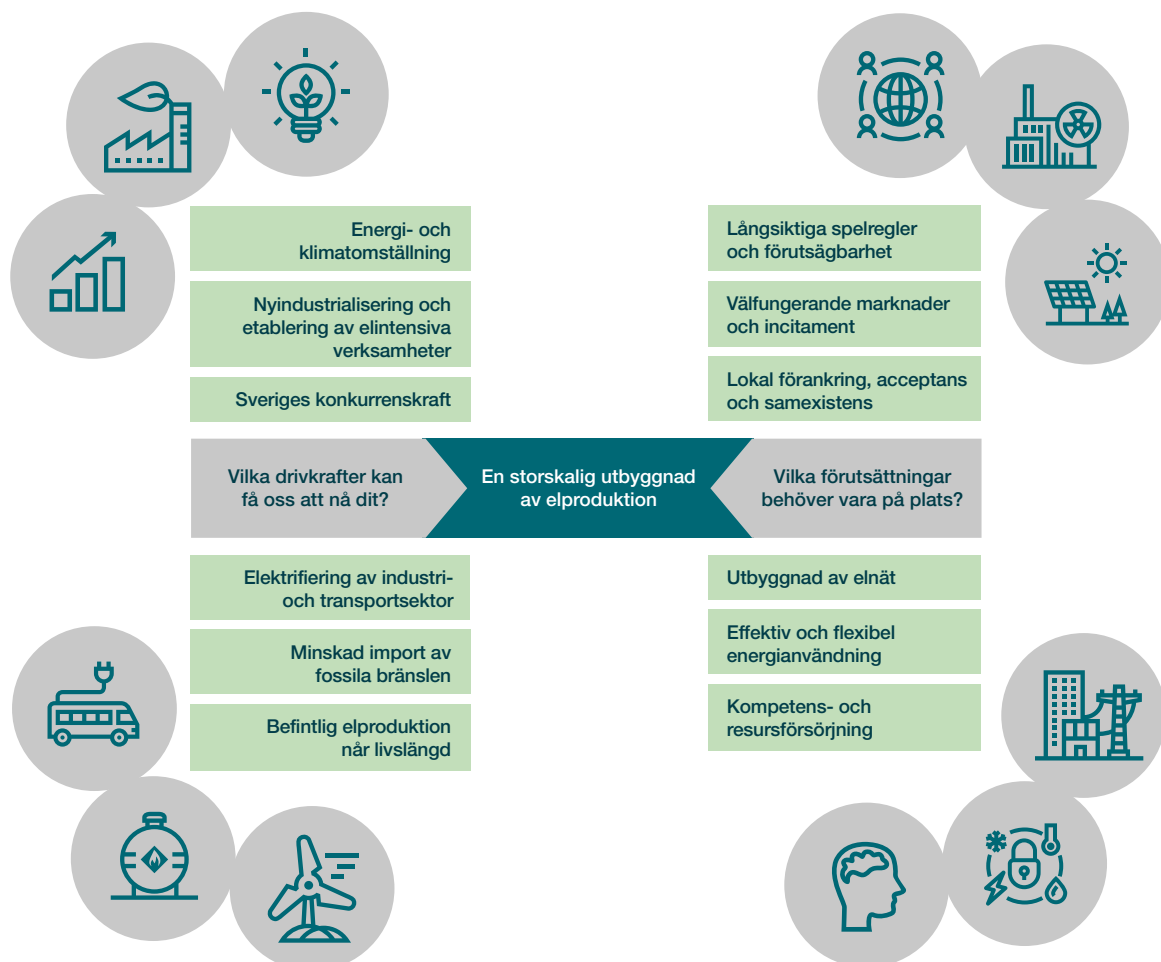 Energi- och
klimatomställning
Nyindustrialisering och
etablering av elintensiva
verksamheter
Sveriges konkurrenskraft
Långsiktiga spelregler
och förutsägbarhet
Välfungerande marknader
och incitament
Lokal förankring, acceptans
och samexistens
Vilka drivkrafter kan
få oss att nå dit?
En storskalig utbyggnad
av elproduktion
Vilka förutsättningar
behöver vara på plats?
Elektrifiering av industri-
och transportsektor
Minskad import av
fossila bränslen
Befintlig elproduktion
når livslängd
Utbyggnad av elnät
Effektiv och flexibel
energianvändning
Kompetens- och
resursförsörjning